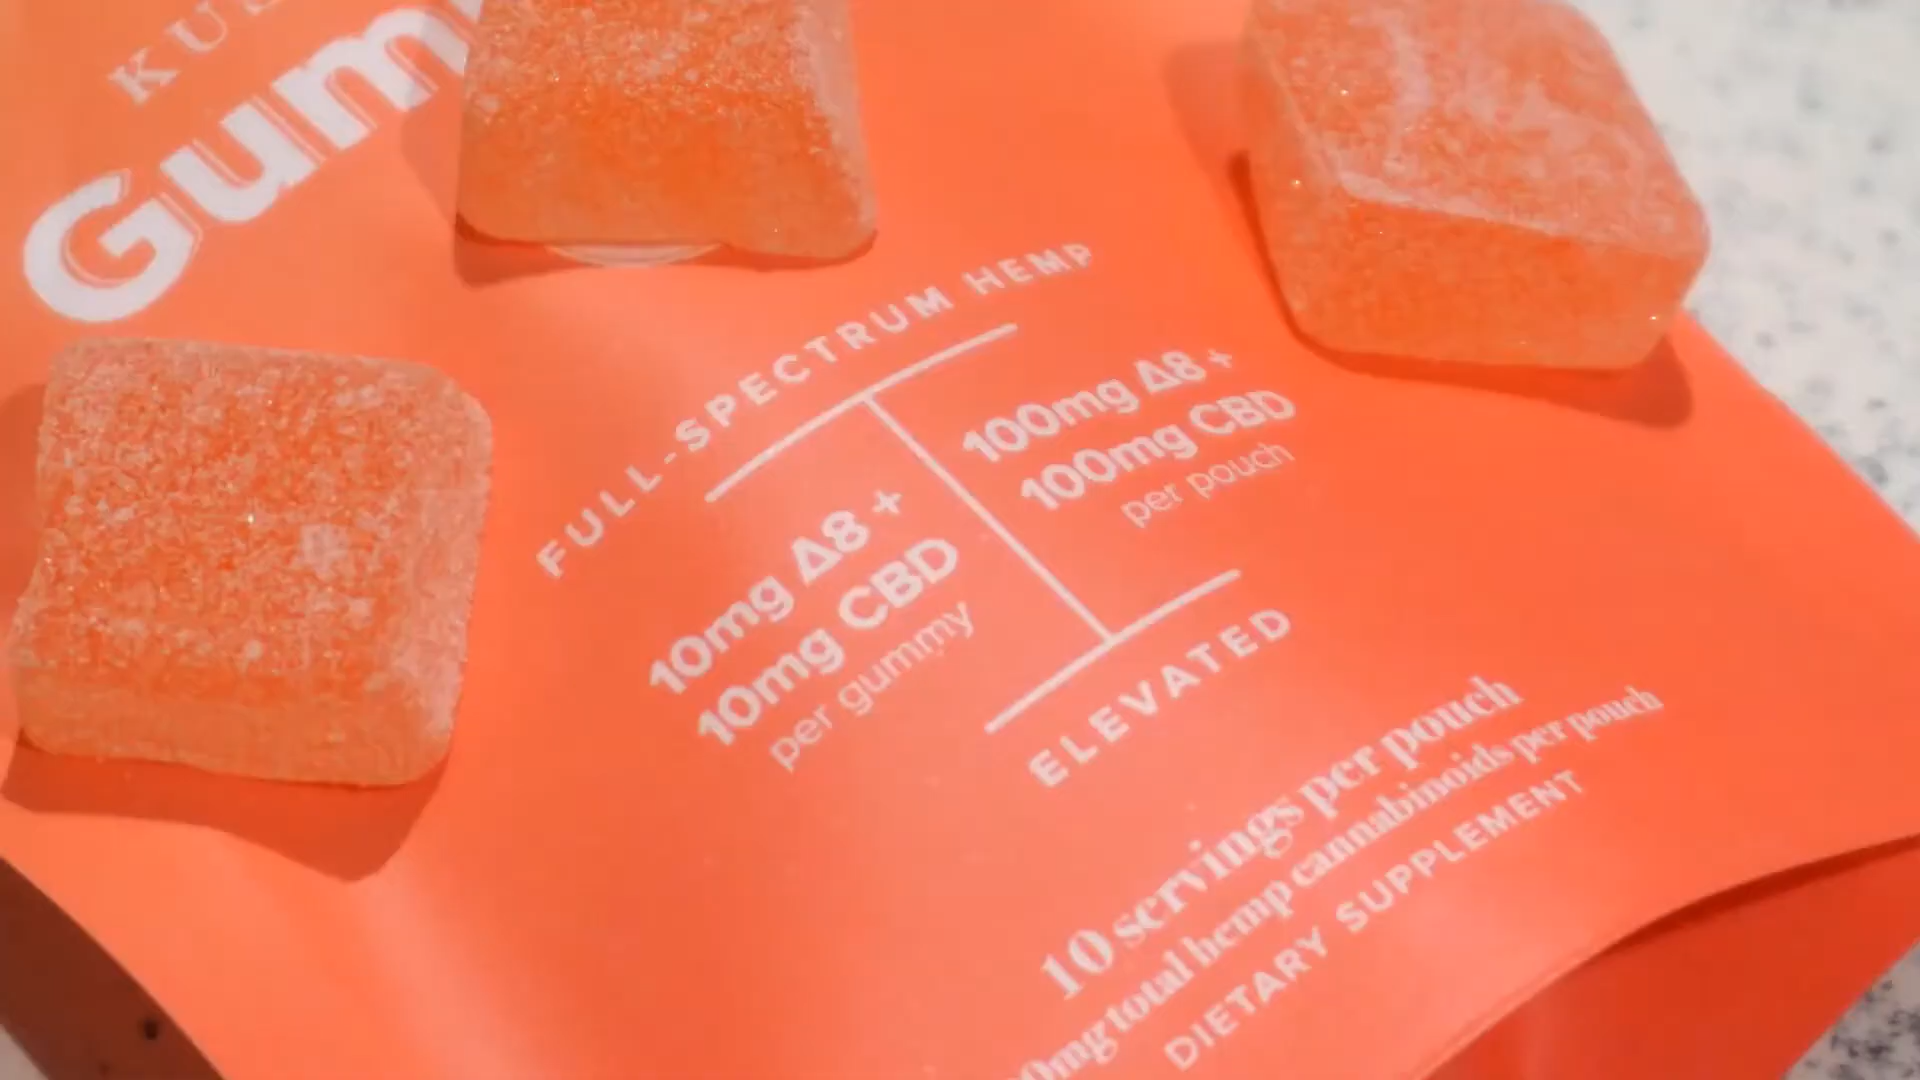 FULL-SPECTRUM HEMP
10mg Δ8 +
10mg CBD
per gummy
100mg Δ8 +
100mg CBD
per pouch
ELEVATED
10 servings per pouch
total hemp cannabinoids per pouch
DIETARY SUPPLEMENT